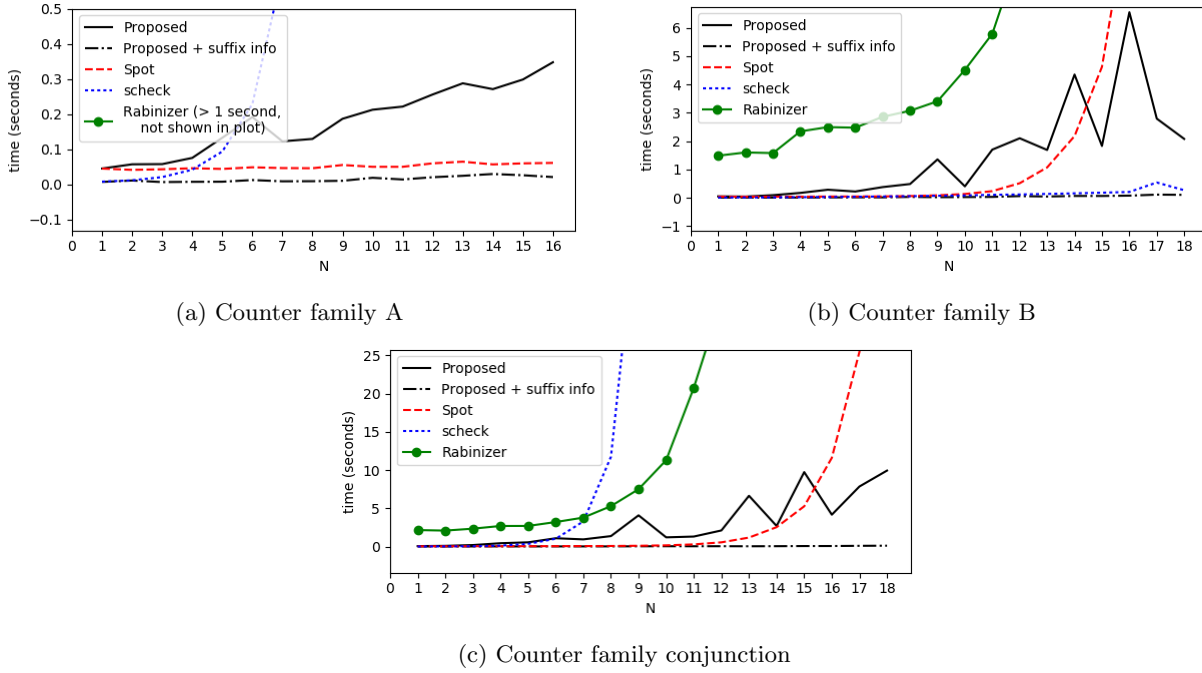 0.5
0.4
0.3
0.2
0.1
0.0
−0.1
time (seconds)
Proposed
Proposed + suffix info
Spot
scheck
Rabinizer (> 1 second,
not shown in plot)
0 1 2 3 4 5 6 7 8 9 10 11 12 13 14 15 16
N
(a) Counter family A
6
5
4
3
2
1
0
−1
time (seconds)
Proposed
Proposed + suffix info
Spot
scheck
Rabinizer
0 1 2 3 4 5 6 7 8 9 10 11 12 13 14 15 16 17 18
N
(b) Counter family B
25
20
15
10
5
0
time (seconds)
Proposed
Proposed + suffix info
Spot
scheck
Rabinizer
0 1 2 3 4 5 6 7 8 9 10 11 12 13 14 15 16 17 18
N
(c) Counter family conjunction